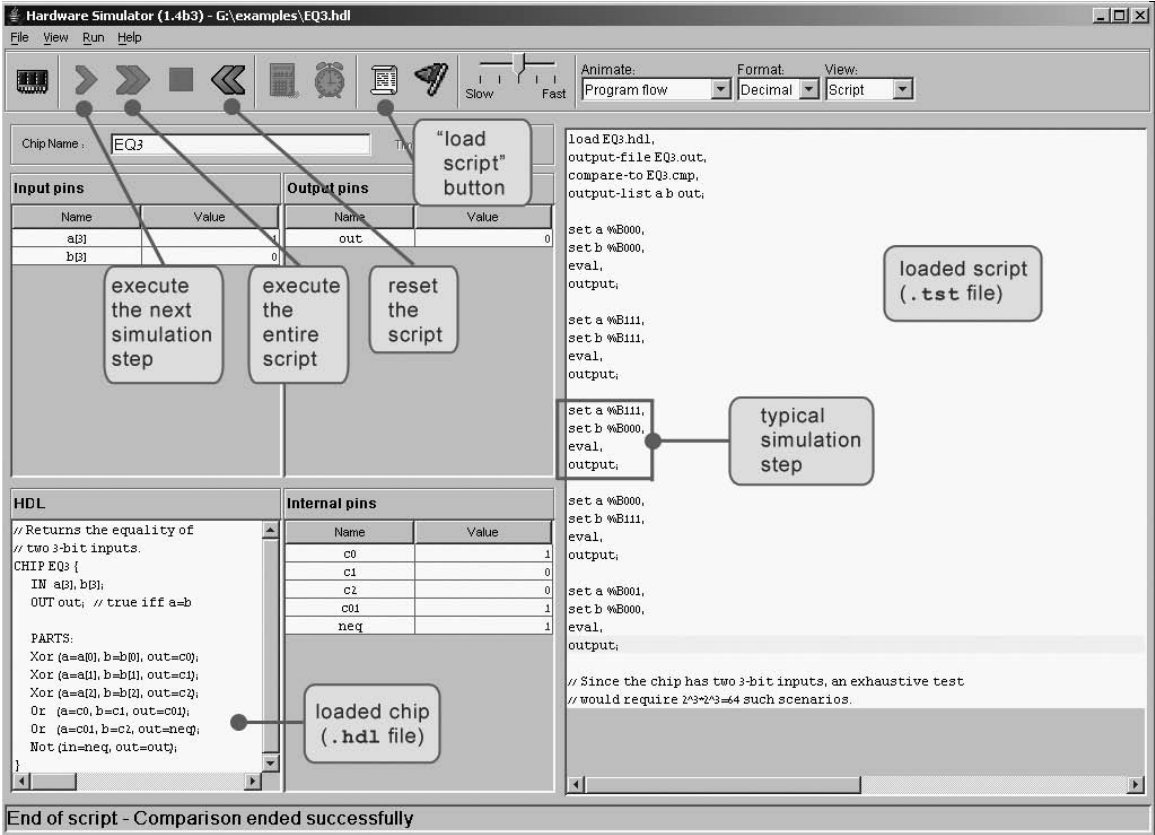 Hardware Simulator (1.4b3) - G:\examples\EQ3.hdl
File View Run Help
Slow Fast
Animate: Format: View:
Program flow Decimal Script
Chip Name : EQ3
"load
script"
button
Input pins
Name Value
a[3] 1
b[3] 0
Output pins
Name Value
out 0
execute
the next
simulation
step
execute
the
entire
script
reset
the
script
HDL
// Returns the equality of
// two 3-bit inputs.
CHIP EQ3 {
IN a[3], b[3];
OUT out; // true iff a=b
PARTS:
Xor (a=a[0], b=b[0], out=c0);
Xor (a=a[1], b=b[1], out=c1);
Xor (a=a[2], b=b[2], out=c2);
Or (a=c0, b=c1, out=c01);
Or (a=c01, b=c2, out=neq);
Not (in=neq, out=out);
}
loaded chip
(.hdl file)
Internal pins
Name Value
c0 1
c1 0
c2 0
c01 1
neq 1
load EQ3.hdl,
output-file EQ3.out,
compare-to EQ3.cmp,
output-list a b out;
set a %B000,
set b %B000,
eval,
output;
set a %B111,
set b %B111,
eval,
output;
set a %B111,
set b %B000,
eval,
output;
set a %B000,
set b %B111,
eval,
output;
set a %B001,
set b %B000,
eval,
output;
// Since the chip has two 3-bit inputs, an exhaustive test
// would require 2^3*2^3=64 such scenarios.
loaded script
(.tst file)
typical
simulation
step
End of script - Comparison ended successfully